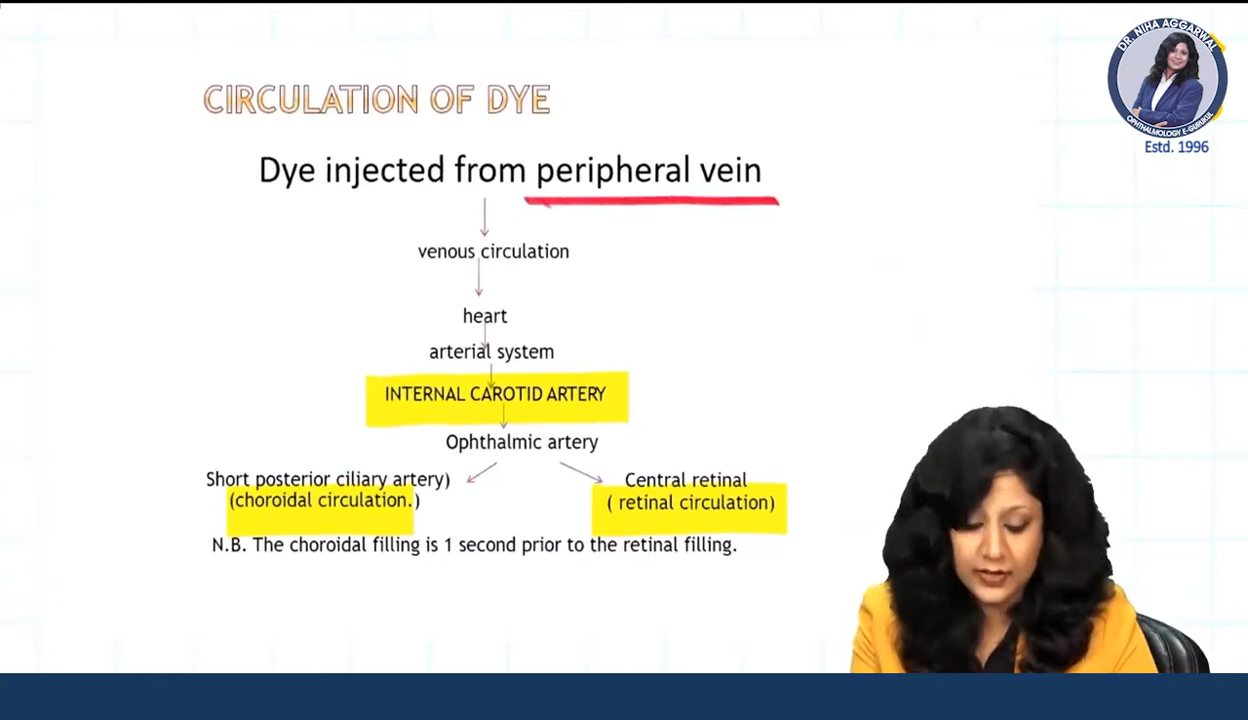 DR. NIHA AGGARWAL
OPHTHALMOLOGY E-GURUKUL
Estd. 1996
CIRCULATION OF DYE
Dye injected from peripheral vein
venous circulation
heart
arterial system
INTERNAL CAROTID ARTERY
Ophthalmic artery
Short posterior ciliary artery)
(choroidal circulation.)
Central retinal
( retinal circulation)
N.B. The choroidal filling is 1 second prior to the retinal filling.